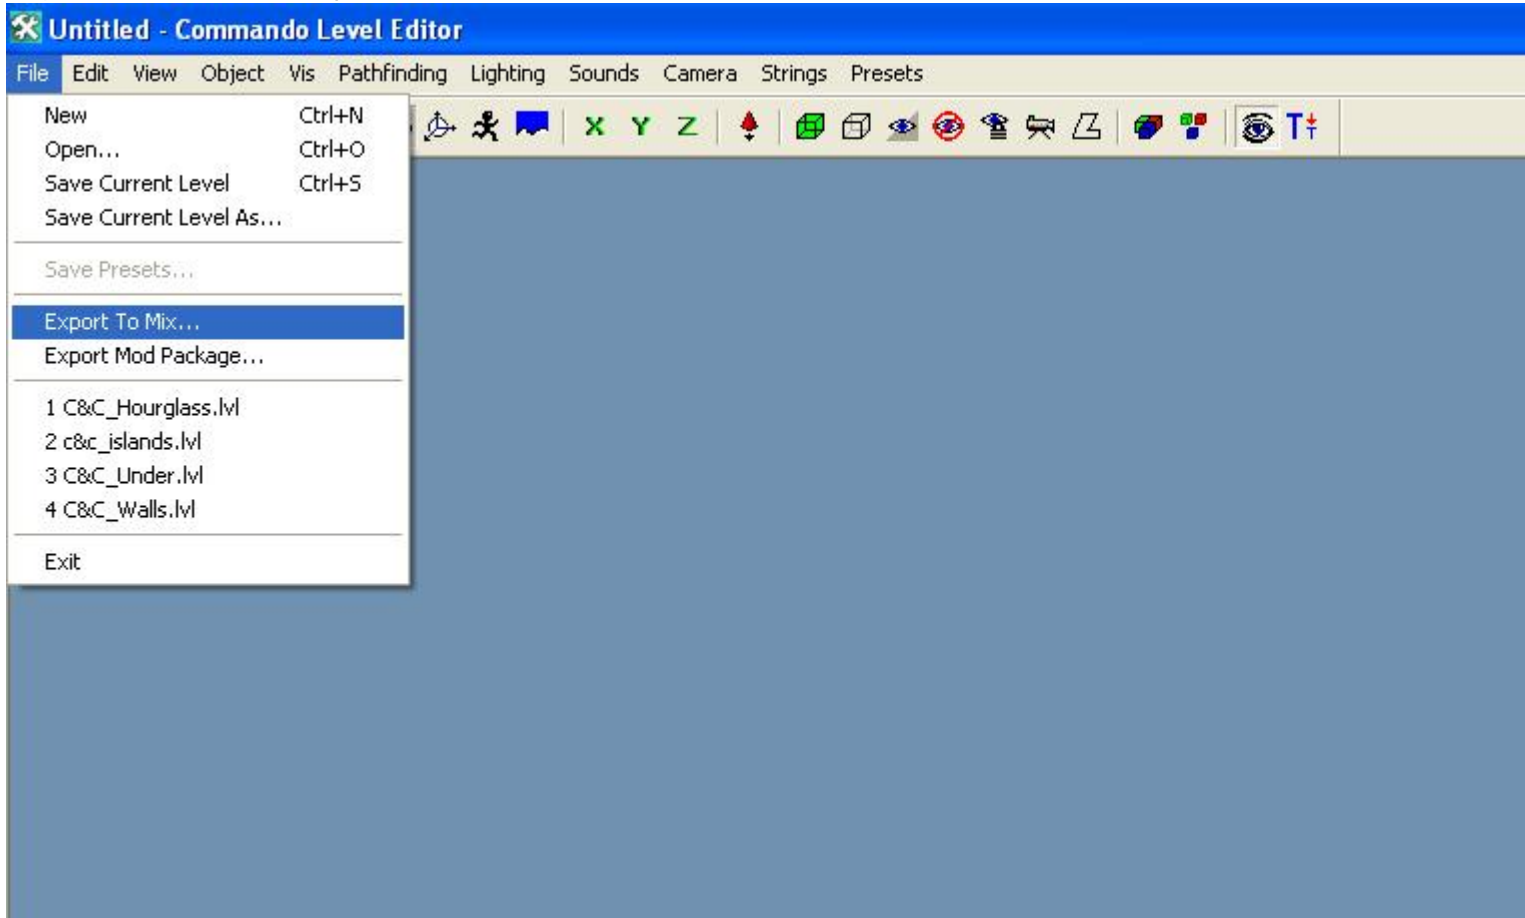 Untitled - Commando Level Editor
File Edit View Object Vis Pathfinding Lighting Sounds Camera Strings Presets
X Y Z T
New Ctrl+N
Open... Ctrl+O
Save Current Level Ctrl+S
Save Current Level As...
Save Presets...
Export To Mix...
Export Mod Package...
1 C&C_Hourglass.lvl
2 c&c_islands.lvl
3 C&C_Under.lvl
4 C&C_Walls.lvl
Exit